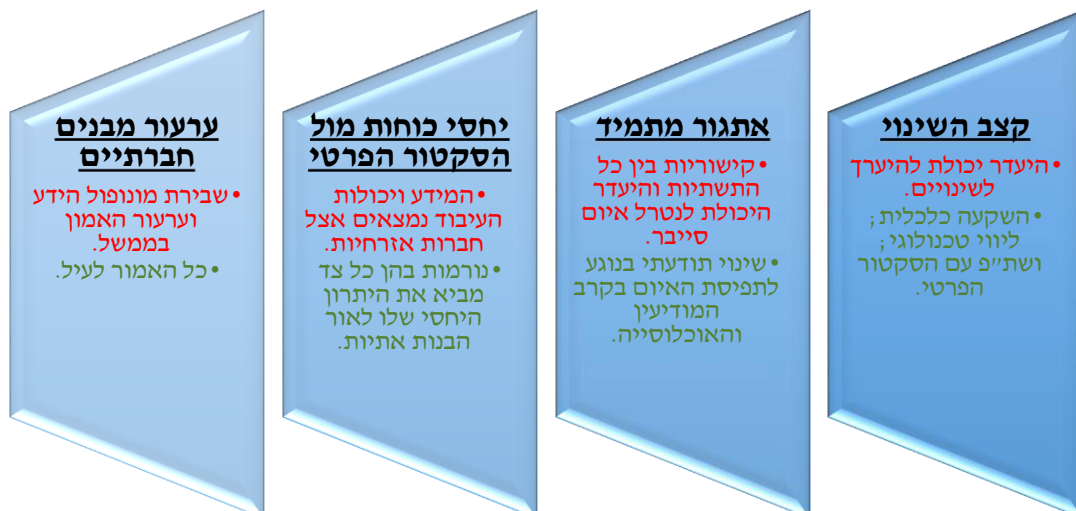 קצב השינוי
•היעדר יכולת להיערך
לשינויים.
•השקעה כלכלית;
ליווי טכנולוגי;
ושת״פ עם הסקטור
הפרטי.
אתגור מתמיד
•קישוריות בין כל
התשתיות והיעדר
היכולת לנטרל איום
סייבר.
•שינוי תודעתי בנוגע
לתפיסת האיום בקרב
המודיעין
והאוכלוסייה.
יחסי כוחות מול
הסקטור הפרטי
•המידע ויכולות
העיבוד נמצאים אצל
חברות אזרחיות.
•נורמות בהן כל צד
מביא את היתרון
היחסי שלו לאור
הבנות אתיות.
ערעור מבנים
חברתיים
•שבירת מונופול הידע
וערעור האמון
בממשל.
•כל האמור לעיל.